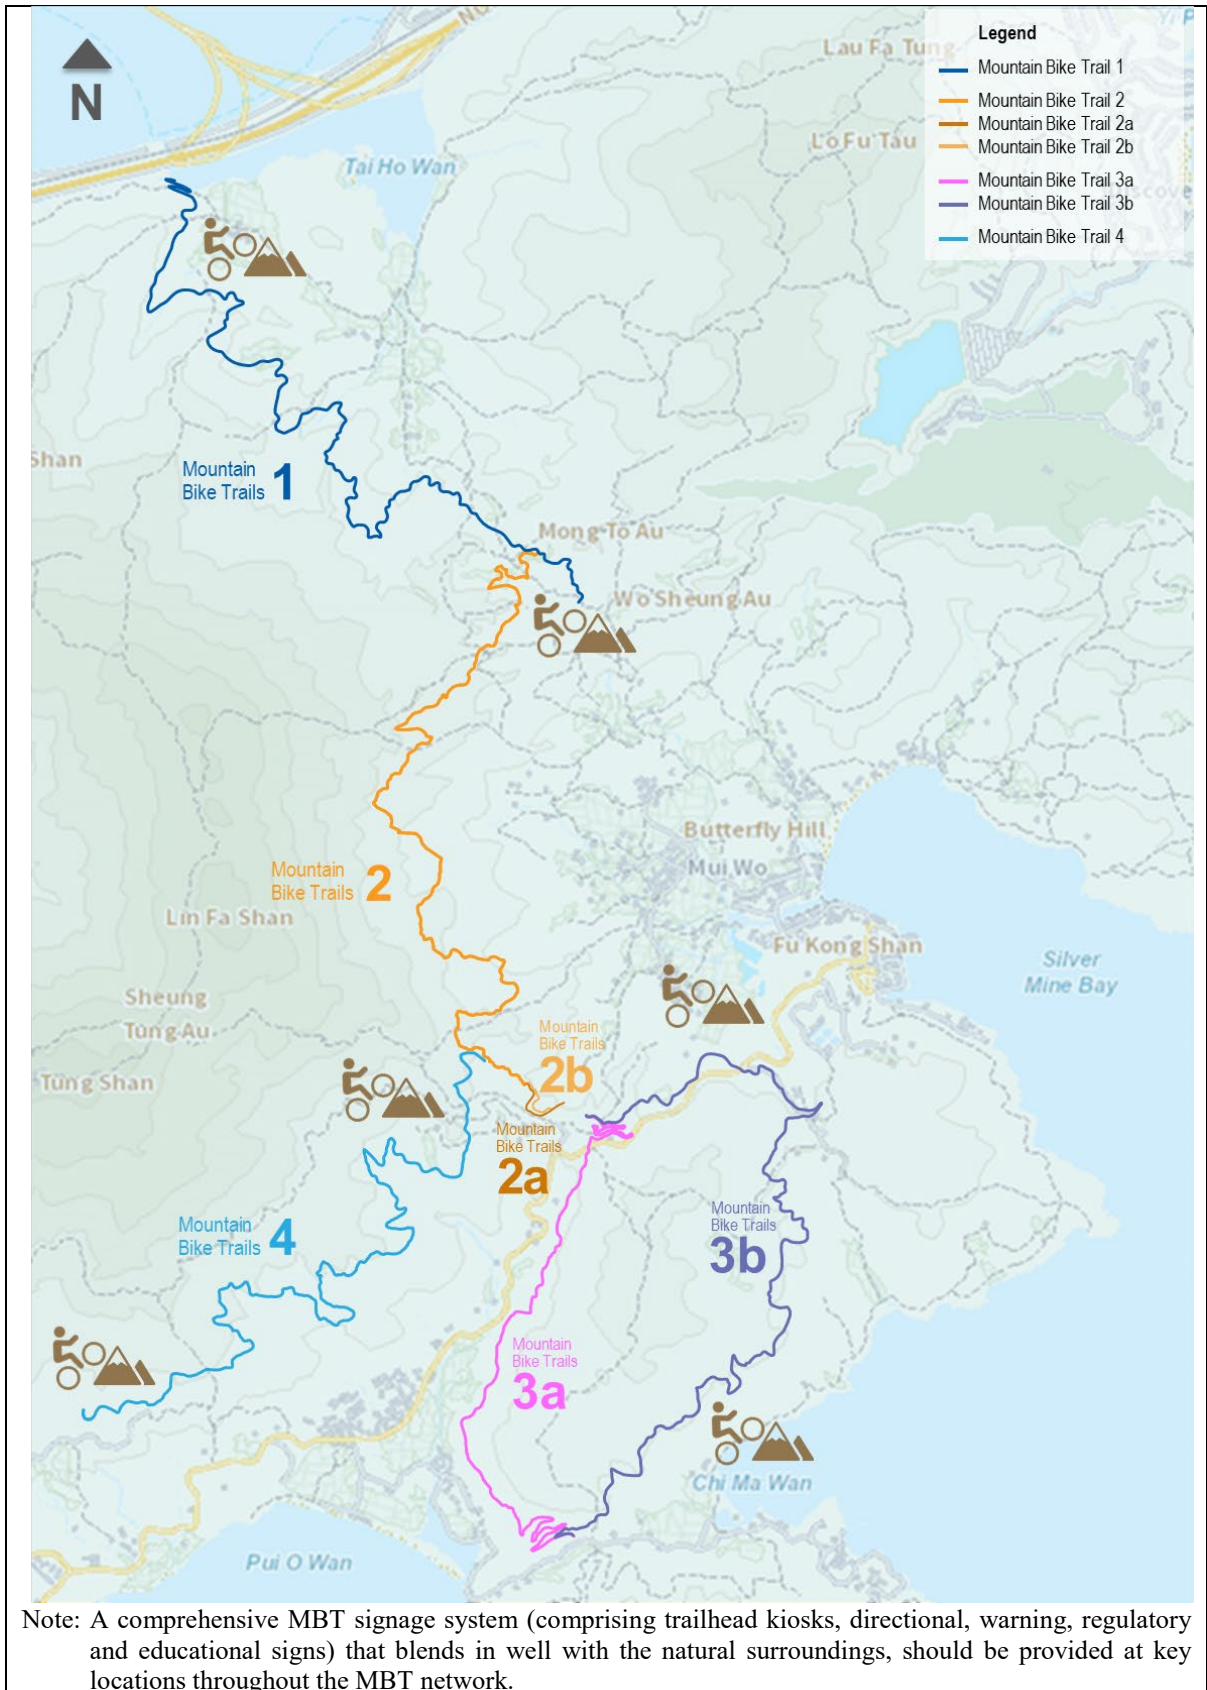 NO
Lau Fa Tung
Yi P
N
Legend
Mountain Bike Trail 1
Mountain Bike Trail 2
Mountain Bike Trail 2a
Mountain Bike Trail 2b
Mountain Bike Trail 3a
Mountain Bike Trail 3b
Mountain Bike Trail 4
Lo Fu Tau
Tai Ho Wan
iscove
Shan
Mountain
Bike Trails 1
Mong To Au
Wo Sheung Au
Butterfly Hill
Mui Wo
Mountain
Bike Trails 2
Lin Fa Shan
Fu Kong Shan
Silver
Mine Bay
Sheung
Tung Au
Mountain
Bike Trails
2b
Tung Shan
Mountain
Bike Trails
2a
Mountain
Bike Trails
3b
Mountain
Bike Trails 4
Mountain
Bike Trails
3a
Chi Ma Wan
Pui O Wan
Note: A comprehensive MBT signage system (comprising trailhead kiosks, directional, warning, regulatory
and educational signs) that blends in well with the natural surroundings, should be provided at key
locations throughout the MBT network.